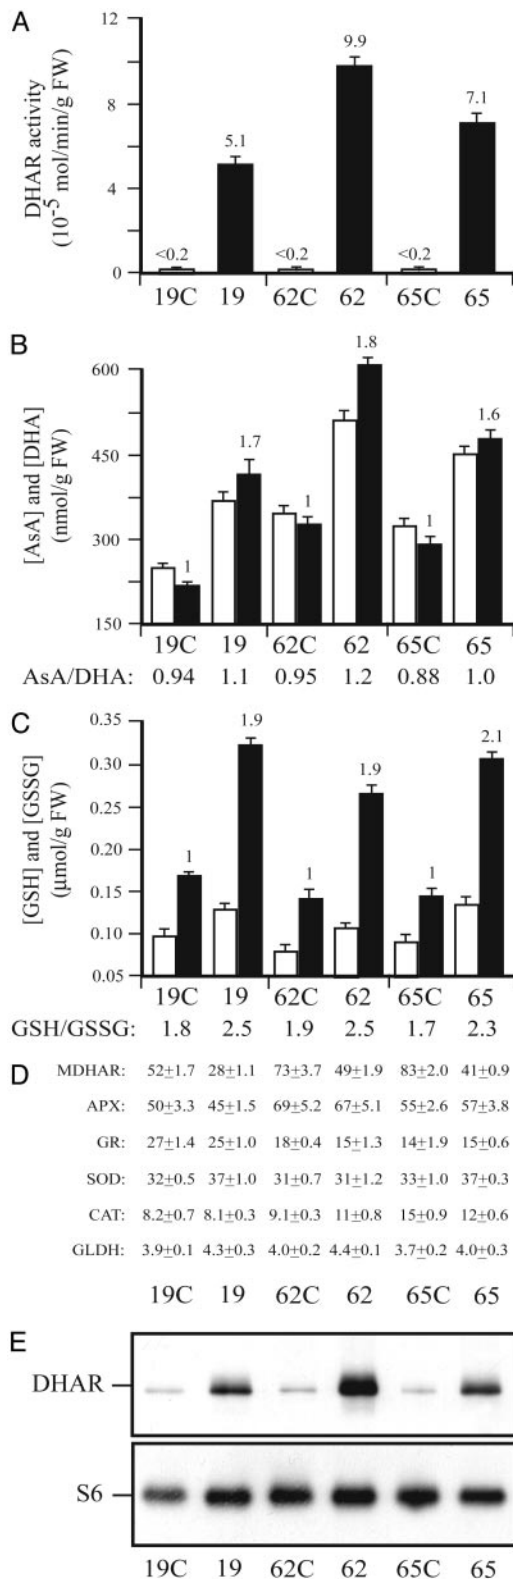 A
DHAR activity
(10-5 mol/min/g FW)
12
8
4
0
<0.2 5.1 <0.2 9.9 <0.2 7.1
19C 19 62C 62 65C 65
B
[AsA] and [DHA]
(nmol/g FW)
600
450
300
150
1 1.7 1 1.8 1 1.6
19C 19 62C 62 65C 65
AsA/DHA: 0.94 1.1 0.95 1.2 0.88 1.0
C
[GSH] and [GSSG]
(µmol/g FW)
0.35
0.30
0.25
0.20
0.15
0.10
0.05
1 1.9 1 1.9 1 2.1
19C 19 62C 62 65C 65
GSH/GSSG: 1.8 2.5 1.9 2.5 1.7 2.3
D
MDHAR: 52±1.7 28±1.1 73±3.7 49±1.9 83±2.0 41±0.9
APX: 50±3.3 45±1.5 69±5.2 67±5.1 55±2.6 57±3.8
GR: 27±1.4 25±1.0 18±0.4 15±1.3 14±1.9 15±0.6
SOD: 32±0.5 37±1.0 31±0.7 31±1.2 33±1.0 37±0.3
CAT: 8.2±0.7 8.1±0.3 9.1±0.3 11±0.8 15±0.9 12±0.6
GLDH: 3.9±0.1 4.3±0.3 4.0±0.2 4.4±0.1 3.7±0.2 4.0±0.3
19C 19 62C 62 65C 65
E
DHAR
S6
19C 19 62C 62 65C 65